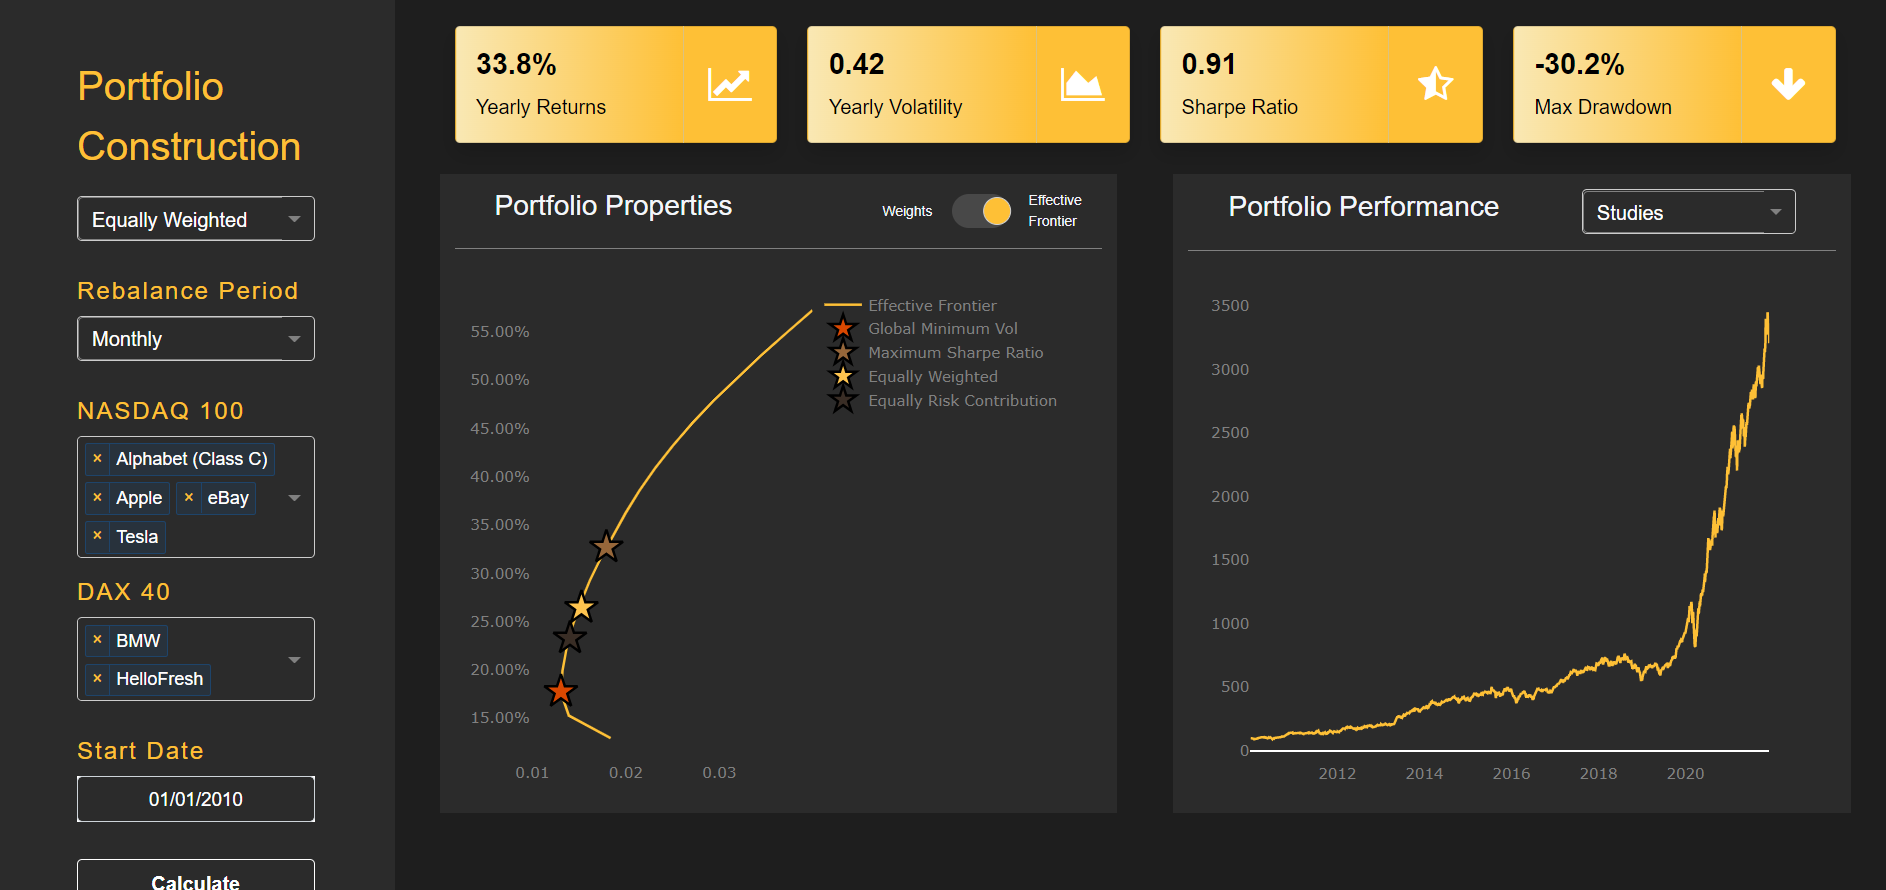 Portfolio
Construction
Equally Weighted
Rebalance Period
Monthly
NASDAQ 100
× Alphabet (Class C)
× Apple × eBay
× Tesla
DAX 40
× BMW
× HelloFresh
Start Date
01/01/2010
Calculate
33.8%
Yearly Returns
0.42
Yearly Volatility
0.91
Sharpe Ratio
-30.2%
Max Drawdown
Portfolio Properties
Weights
Effective
Frontier
Effective Frontier
Global Minimum Vol
Maximum Sharpe Ratio
Equally Weighted
Equally Risk Contribution
55.00%
50.00%
45.00%
40.00%
35.00%
30.00%
25.00%
20.00%
15.00%
0.01 0.02 0.03
Portfolio Performance
Studies
3500
3000
2500
2000
1500
1000
500
0
2012 2014 2016 2018 2020